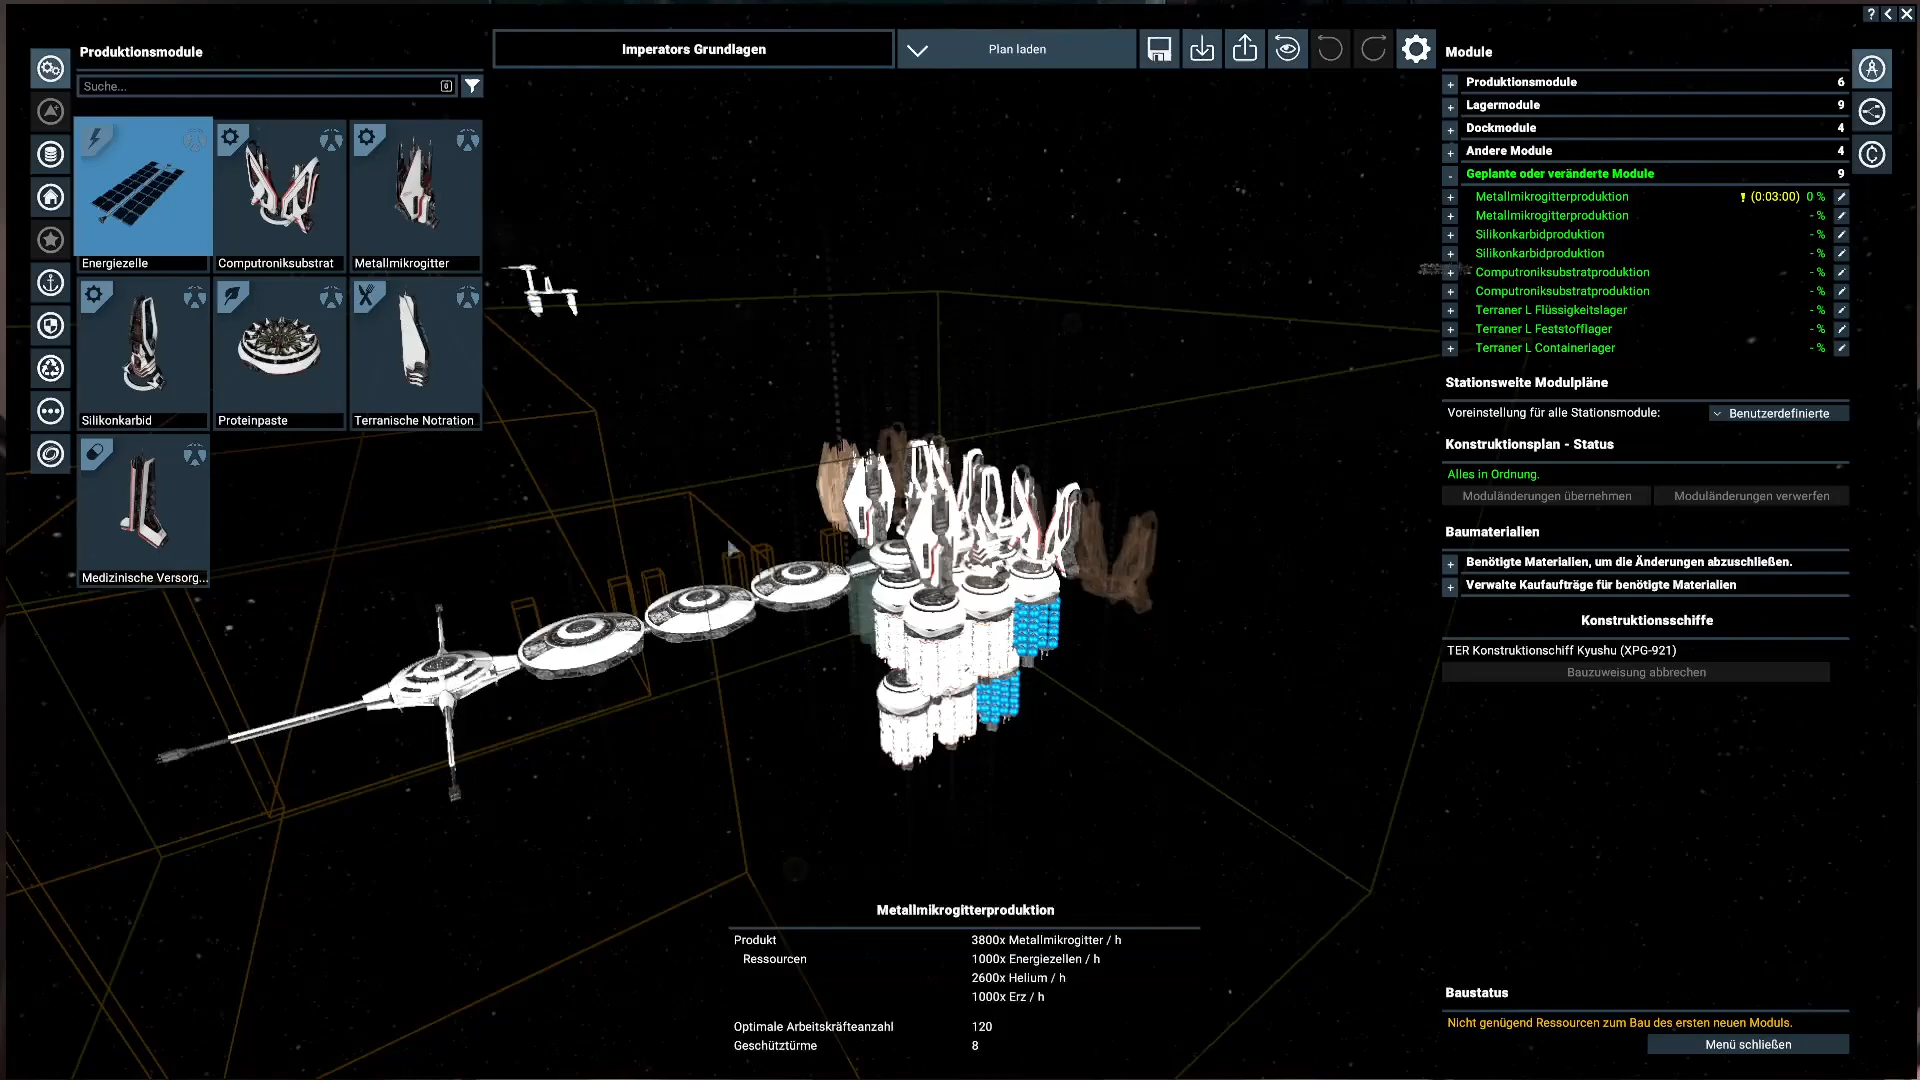 ?
Produktionsmodule
Suche...
0
Energiezelle
Computroniksubstrat
Metallmikrogitter
Silikonkarbid
Proteinpaste
Terranische Notration
Medizinische Versorg...
Imperators Grundlagen
Plan laden
Module
+ Produktionsmodule 6
+ Lagermodule 9
+ Dockmodule 4
+ Andere Module 4
- Geplante oder veränderte Module 9
+ Metallmikrogitterproduktion ! (0:03:00) 0 %
+ Metallmikrogitterproduktion - %
+ Silikonkarbidproduktion - %
+ Silikonkarbidproduktion - %
+ Computroniksubstratproduktion - %
+ Computroniksubstratproduktion - %
+ Terraner L Flüssigkeitslager - %
+ Terraner L Feststofflager - %
+ Terraner L Containerlager - %
Stationsweite Modulpläne
Voreinstellung für alle Stationsmodule: Benutzerdefinierte
Konstruktionsplan - Status
Alles in Ordnung.
Moduländerungen übernehmen Moduländerungen verwerfen
Baumaterialien
+ Benötigte Materialien, um die Änderungen abzuschließen.
+ Verwalte Kaufaufträge für benötigte Materialien
Konstruktionsschiffe
TER Konstruktionschiff Kyushu (XPG-921)
Bauzuweisung abbrechen
Metallmikrogitterproduktion
Produkt 3800x Metallmikrogitter / h
Ressourcen 1000x Energiezellen / h
2600x Helium / h
1000x Erz / h
Optimale Arbeitskräfteanzahl 120
Geschütztürme 8
Baustatus
Nicht genügend Ressourcen zum Bau des ersten neuen Moduls.
Menü schließen